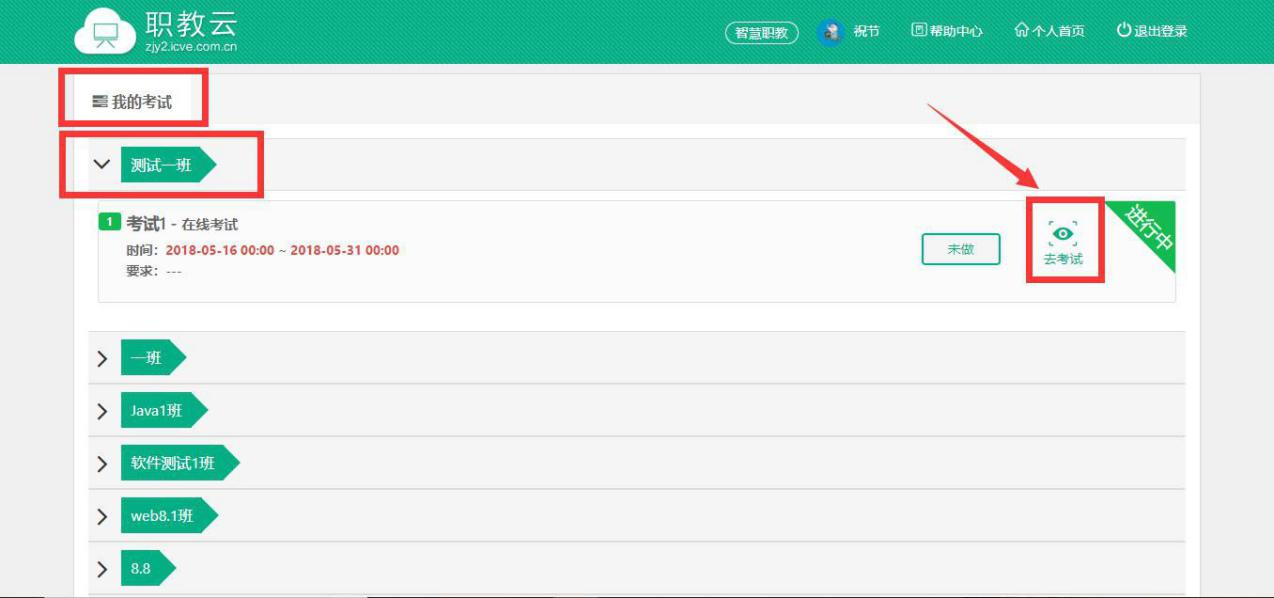 职教云
zjy2.icve.com.cn
智慧职教 祝节 帮助中心 个人首页 退出登录
我的考试
测试一班
1 考试1 - 在线考试
时间：2018-05-16 00:00 ~ 2018-05-31 00:00
要求：---
未做
去考试
进行中
一班
Java1班
软件测试1班
web8.1班
8.8